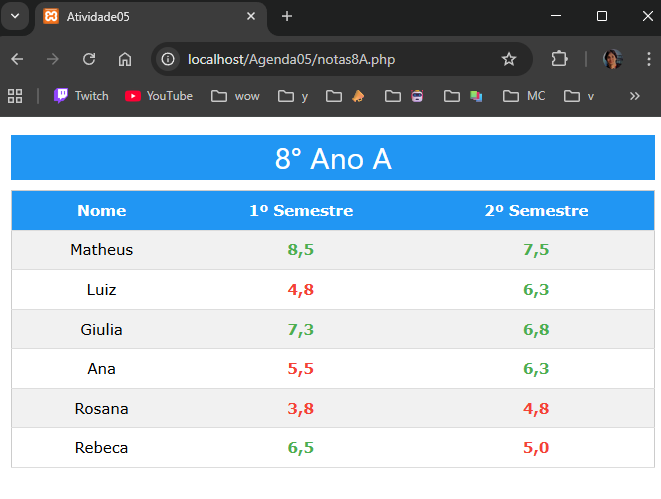 Atividade05
localhost/Agenda05/notas8A.php
Twitch YouTube wow y MC v
8° Ano A
Nome 1º Semestre 2º Semestre
Matheus 8,5 7,5
Luiz 4,8 6,3
Giulia 7,3 6,8
Ana 5,5 6,3
Rosana 3,8 4,8
Rebeca 6,5 5,0